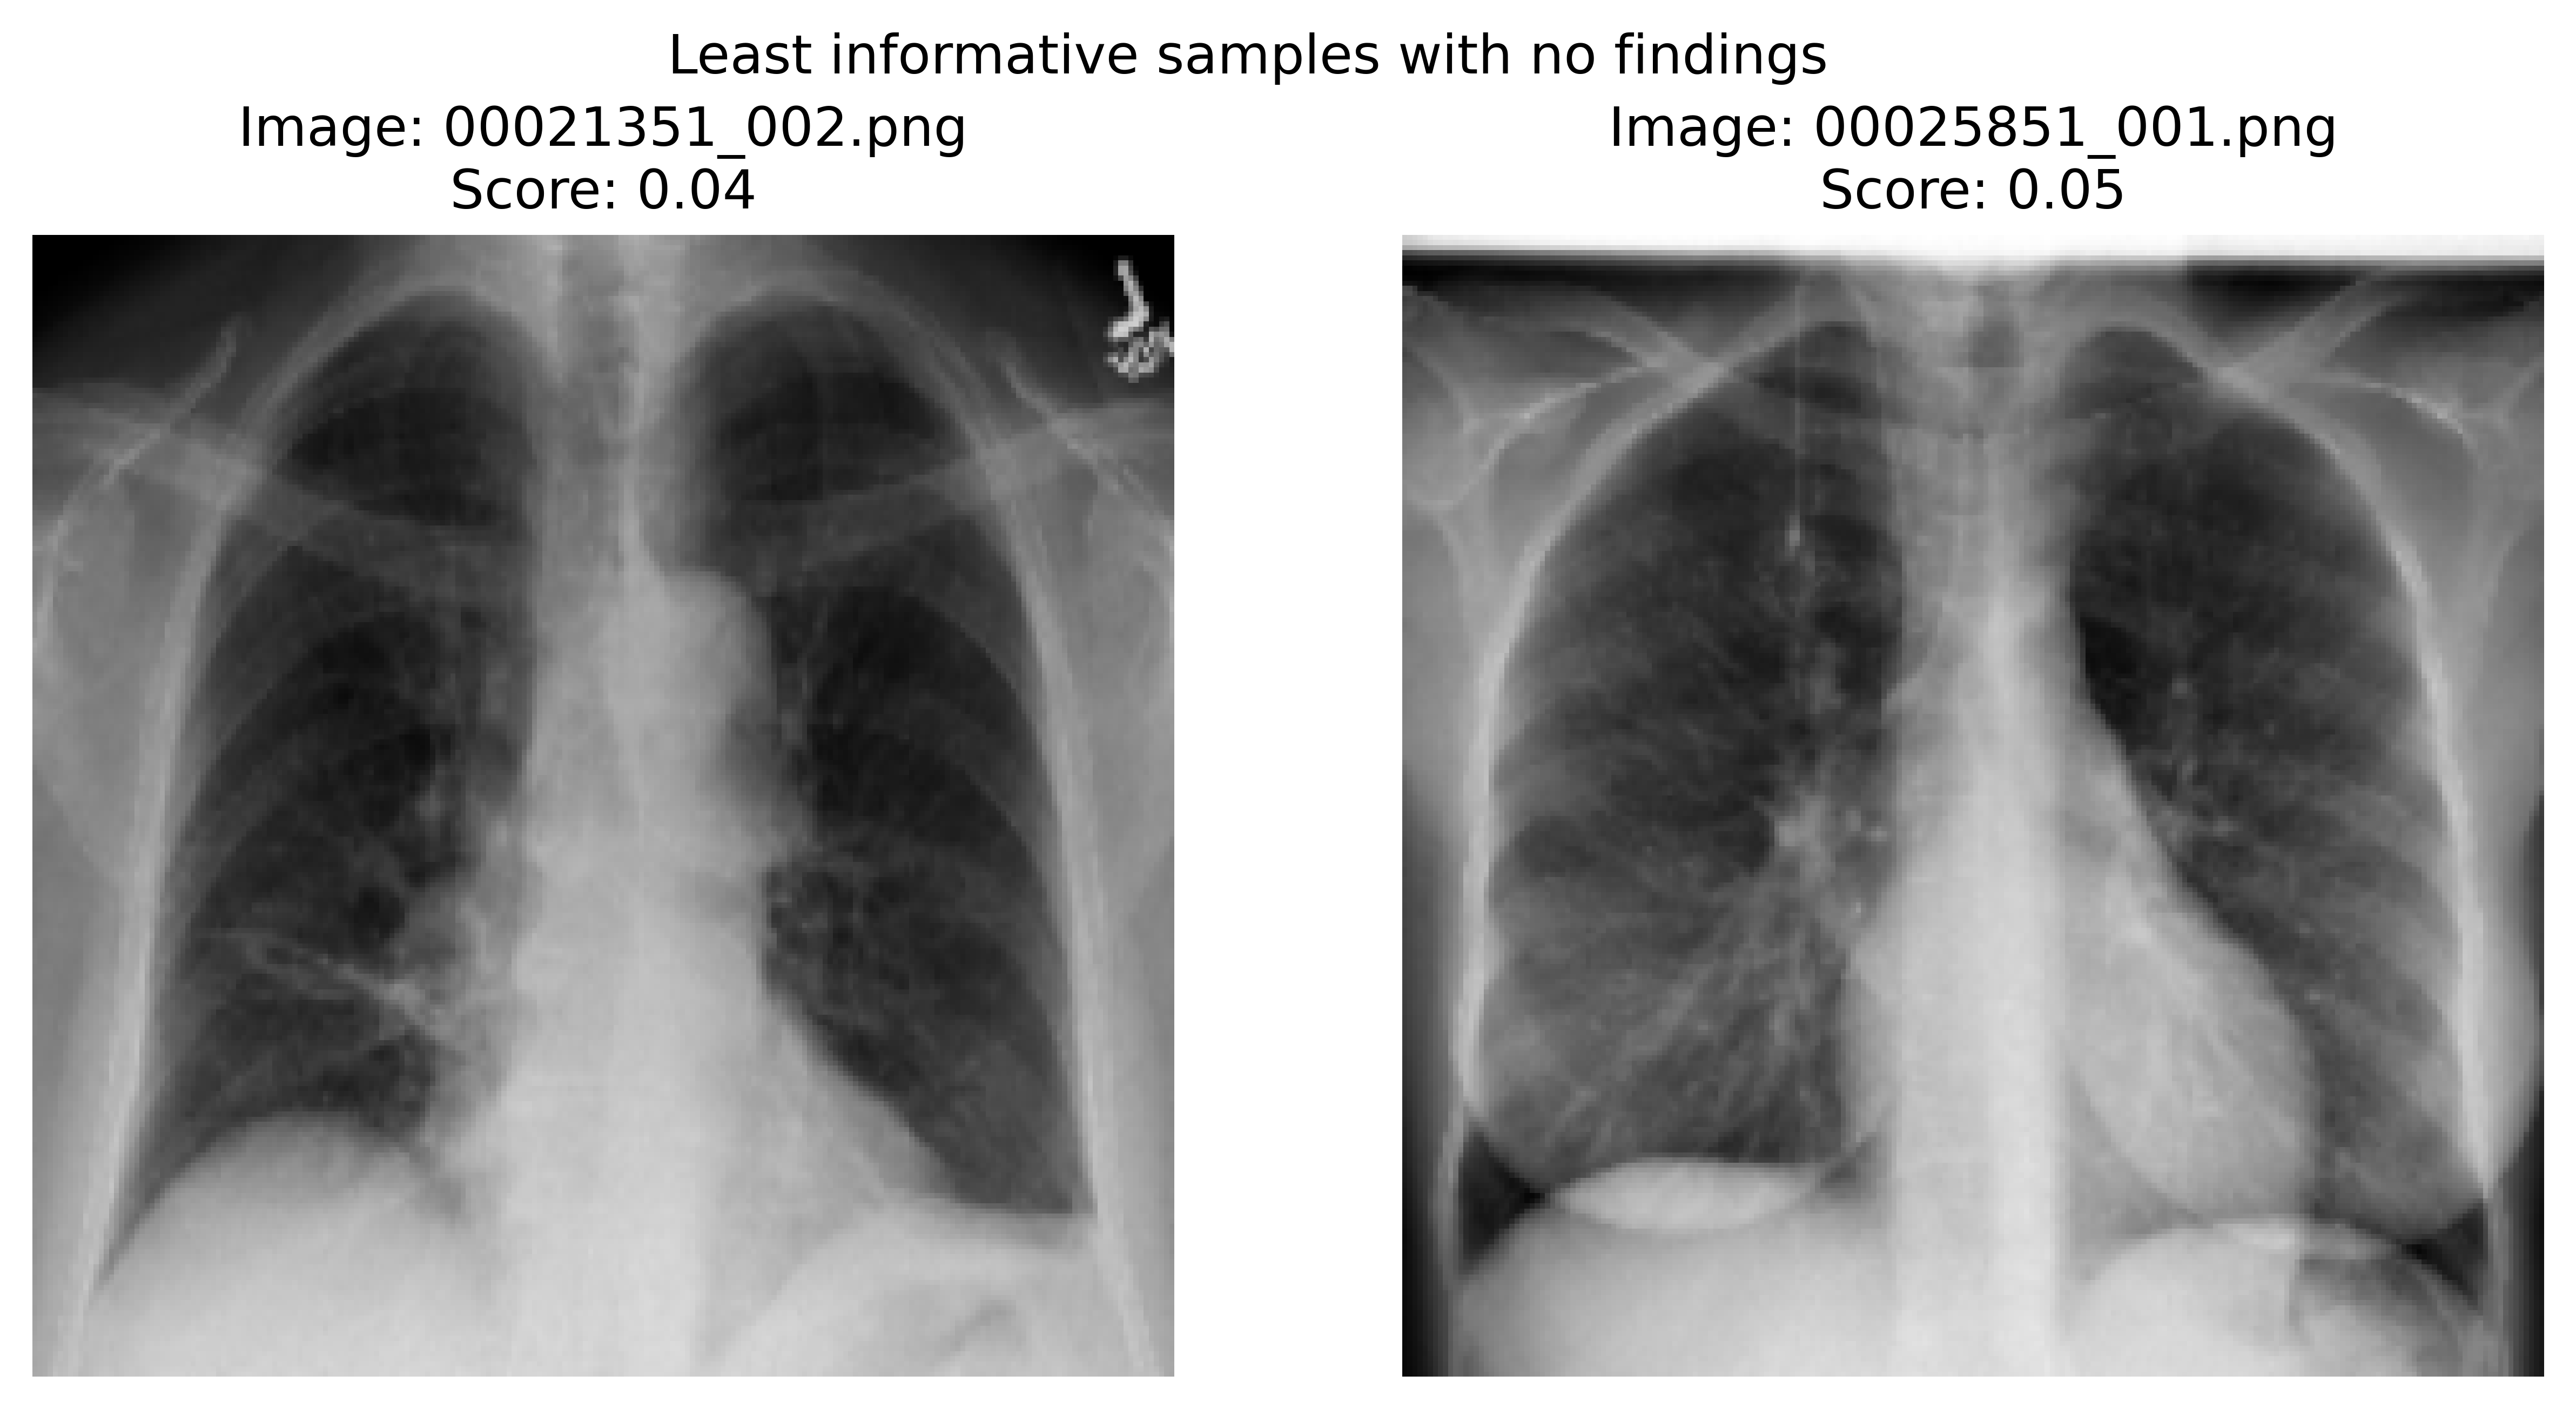 Least informative samples with no findings
Image: 00021351_002.png
Score: 0.04
Image: 00025851_001.png
Score: 0.05